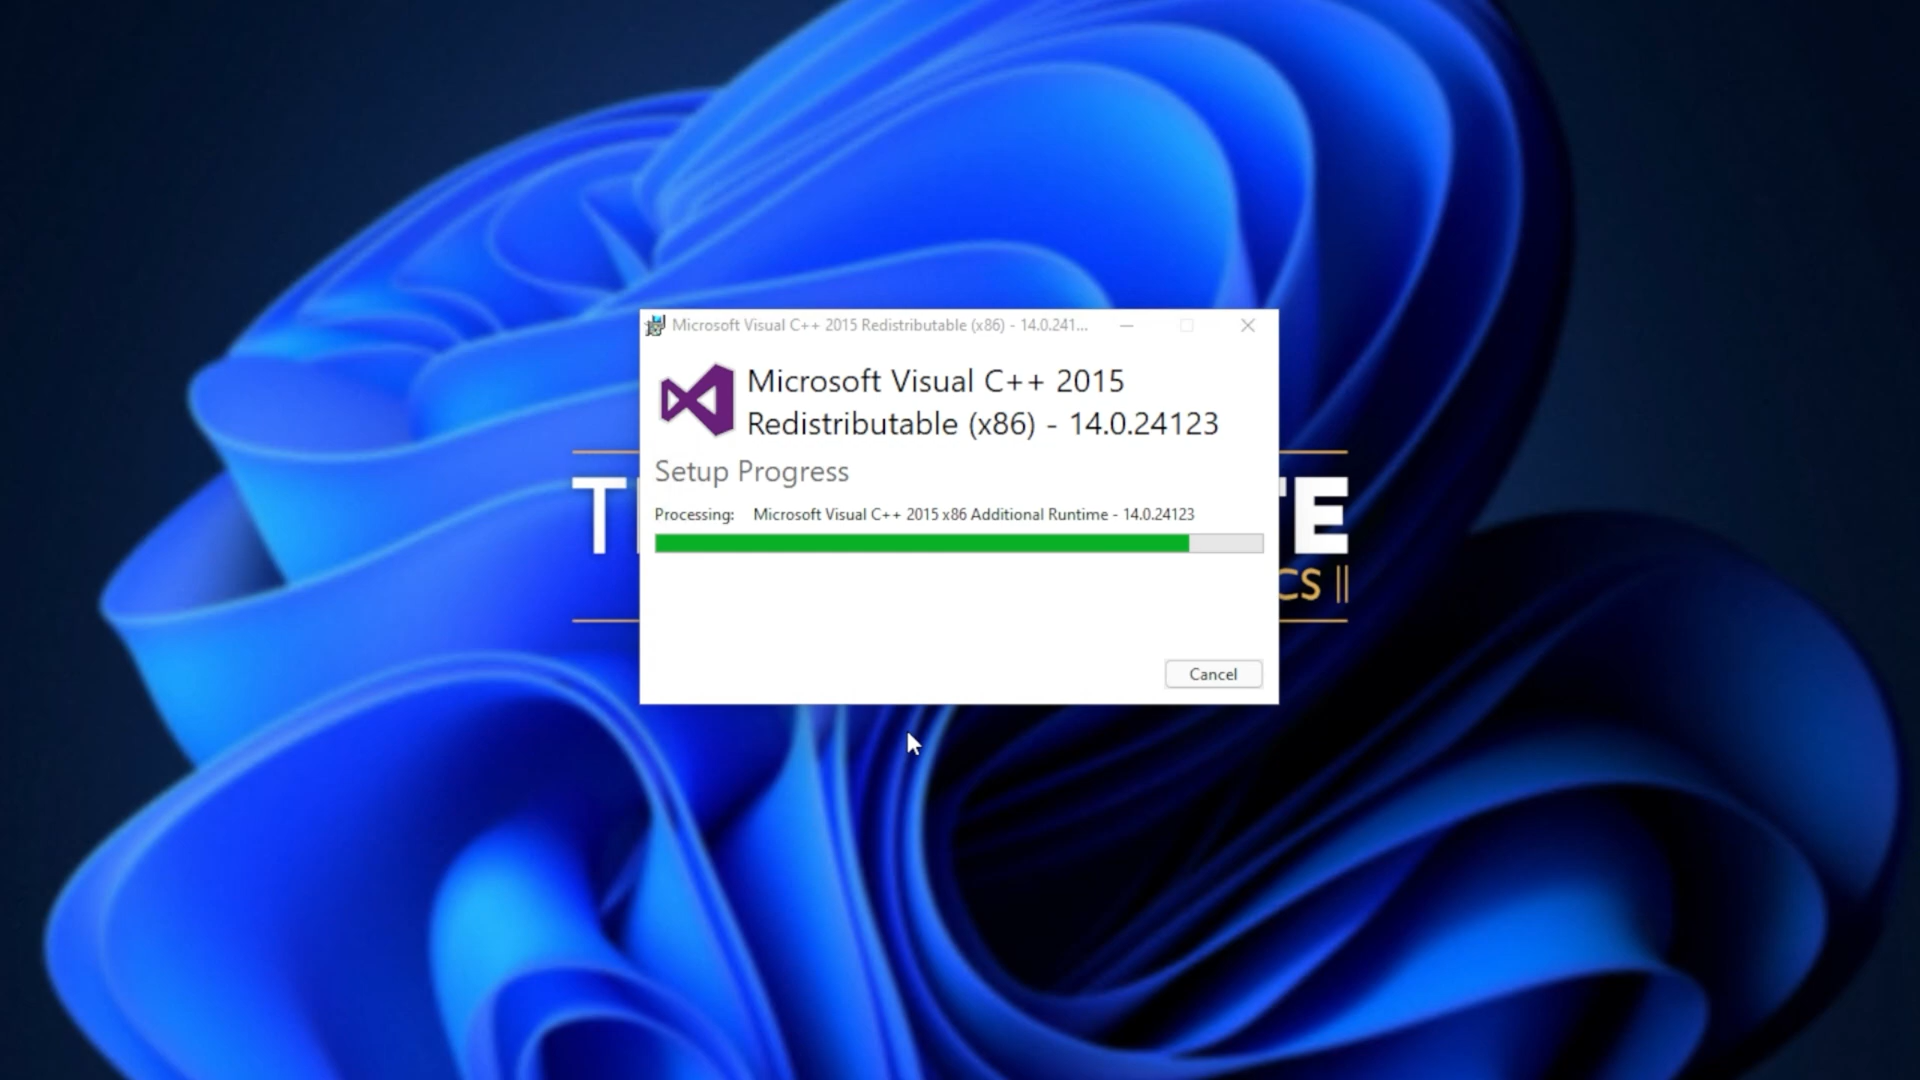 Microsoft Visual C++ 2015 Redistributable (x86) - 14.0.241...
Microsoft Visual C++ 2015
Redistributable (x86) - 14.0.24123
Setup Progress
Processing: Microsoft Visual C++ 2015 x86 Additional Runtime - 14.0.24123
Cancel